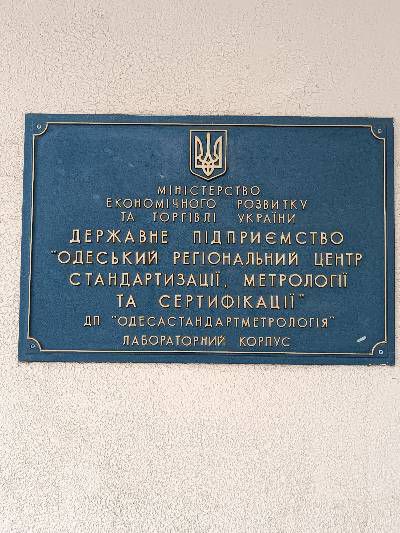 МІНІСТЕРСТВО
ЕКОНОМІЧНОГО РОЗВИТКУ
ТА ТОРГІВЛІ УКРАЇНИ
ДЕРЖАВНЕ ПІДПРИЄМСТВО
"ОДЕСЬКИЙ РЕГІОНАЛЬНИЙ ЦЕНТР
СТАНДАРТИЗАЦІЇ, МЕТРОЛОГІЇ
ТА СЕРТИФІКАЦІЇ"
ДП "ОДЕСАСТАНДАРТМЕТРОЛОГІЯ"
ЛАБОРАТОРНИЙ КОРПУС